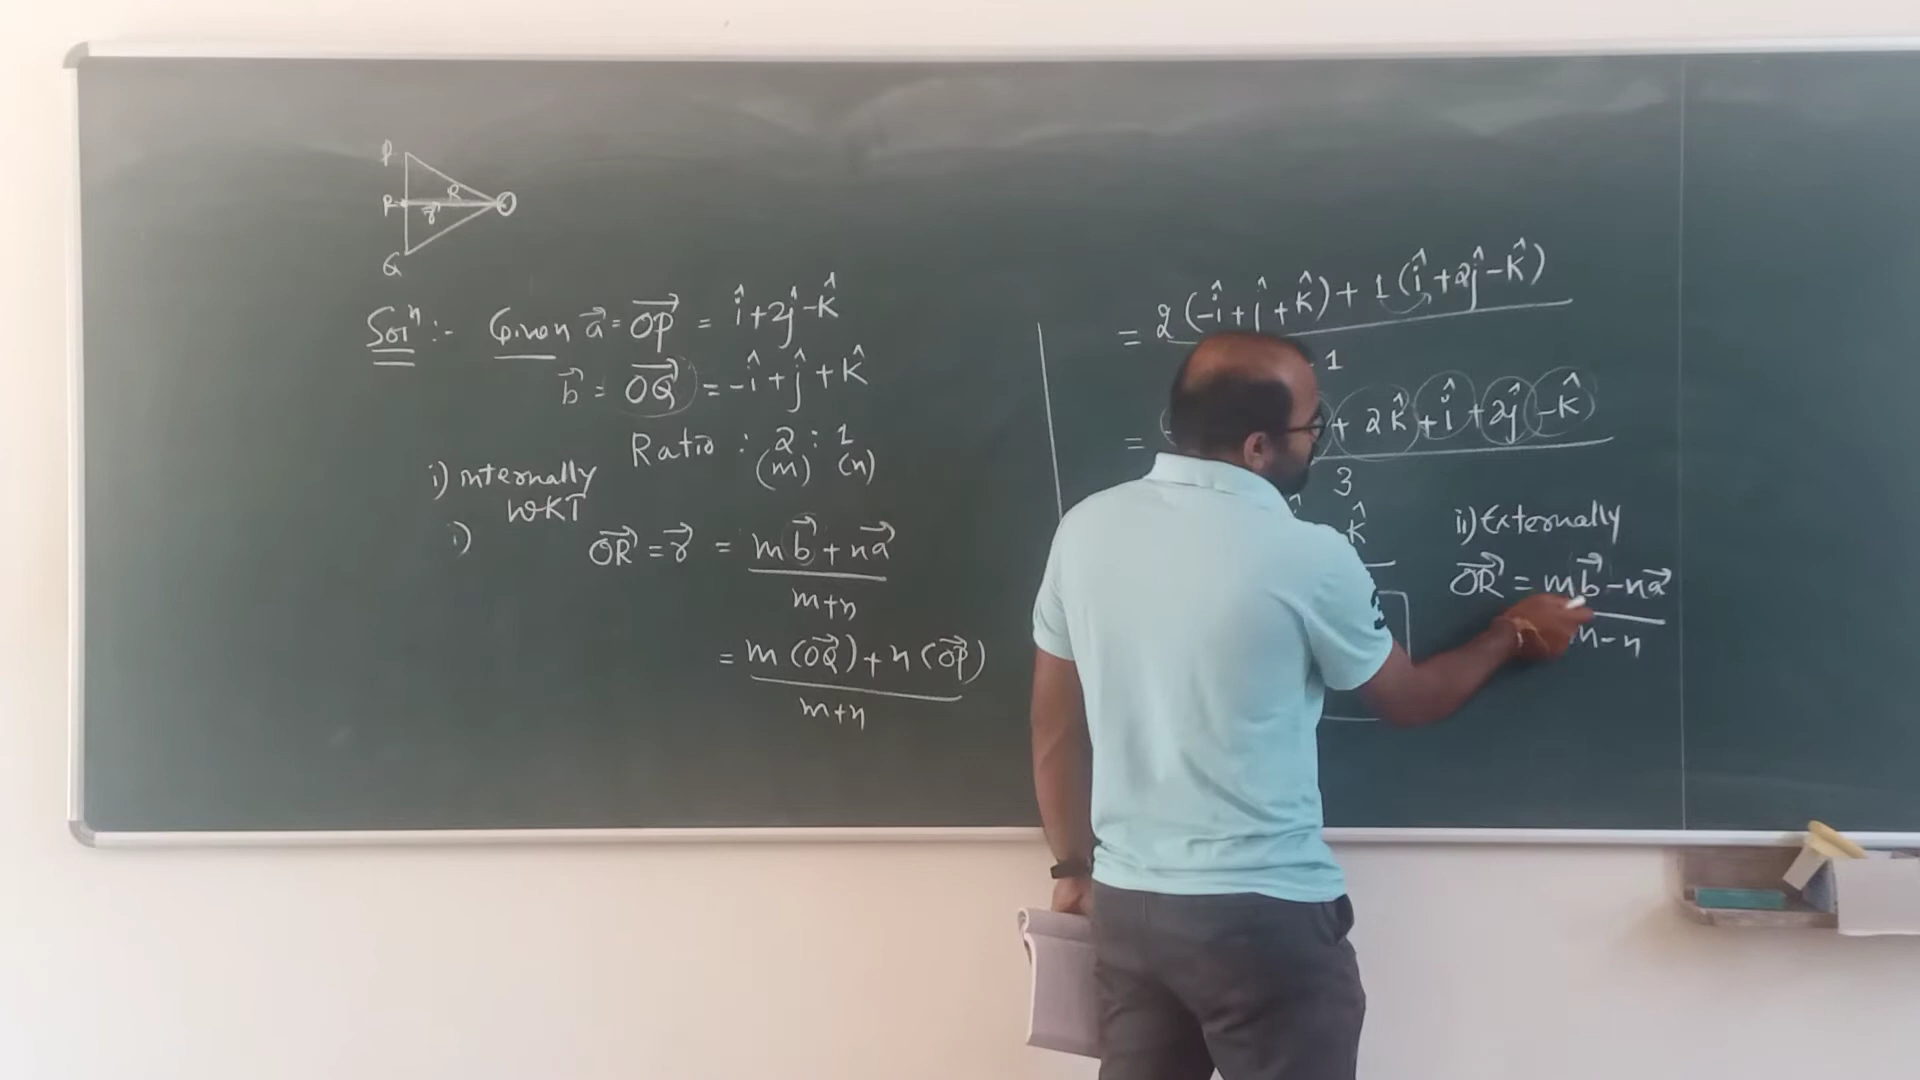 P
R
R
r⃗
O
Q
Solⁿ :- Given a⃗ = OP⃗ = î + 2ĵ - k̂
b⃗ = OQ⃗ = -î + ĵ + k̂
Ratio : 2 : 1
(m) (n)
i) internally
WKT
i)
OR⃗ = r⃗ = mb⃗ + na⃗
m+n
= m(OQ⃗) + n(OP⃗)
m+n
= 2(-î + ĵ + k̂) + 1(î + 2ĵ - k̂)
1
= + 2k̂ + î + 2ĵ - k̂
3
k̂
ii) Externally
OR⃗ = mb⃗ - na⃗
m-n